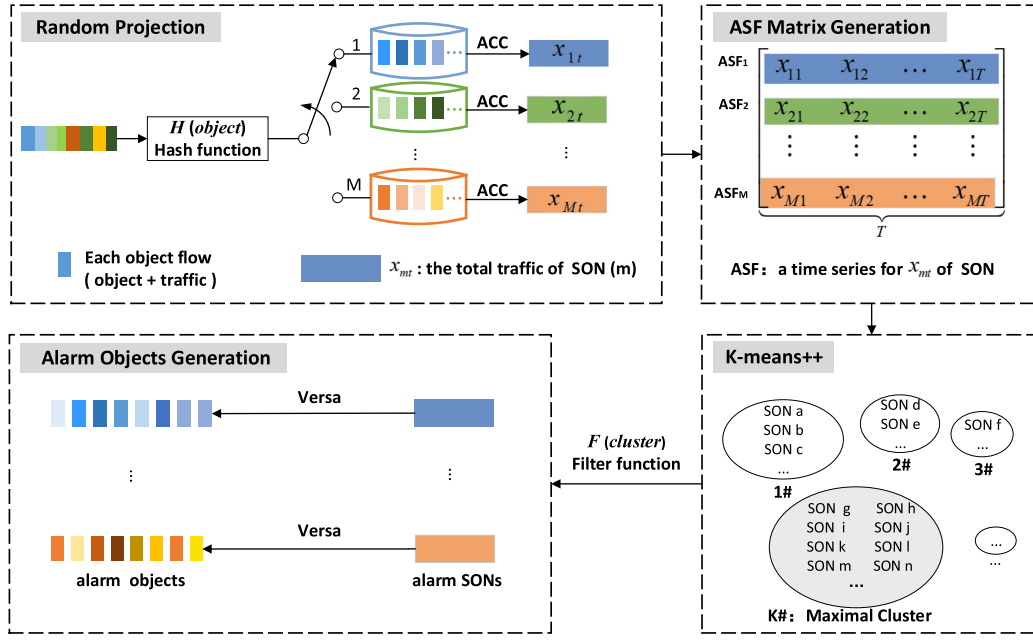 Random Projection
H (object)
Hash function
1
ACC
x1t
2
ACC
x2t
...
...
M
ACC
xMt
Each object flow
( object + traffic )
xmt : the total traffic of SON (m)
ASF Matrix Generation
ASF1 x11 x12 ... x1T
ASF2 x21 x22 ... x2T
⋮ ⋮ ⋮ ⋮
ASFM xM1 xM2 ... xMT
T
ASF: a time series for xmt of SON
K-means++
SON a
SON b
SON c
...
1#
SON d
SON e
...
2#
SON f
...
3#
SON g SON h
SON i SON j
SON k SON l
SON m SON n
...
...
...
K#: Maximal Cluster
F (cluster)
Filter function
Alarm Objects Generation
Versa
...
...
Versa
alarm objects
alarm SONs